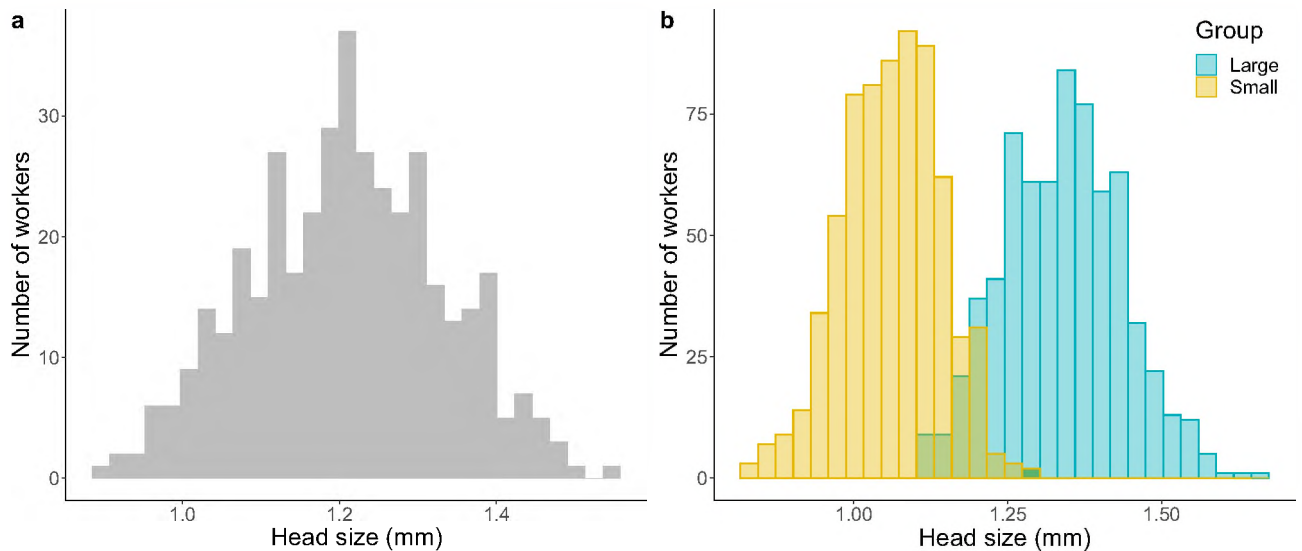 a
Number of workers
30
20
10
0
1.0
1.2
1.4
Head size (mm)
b
Number of workers
75
50
25
0
1.00
1.25
1.50
Head size (mm)
Group
Large
Small